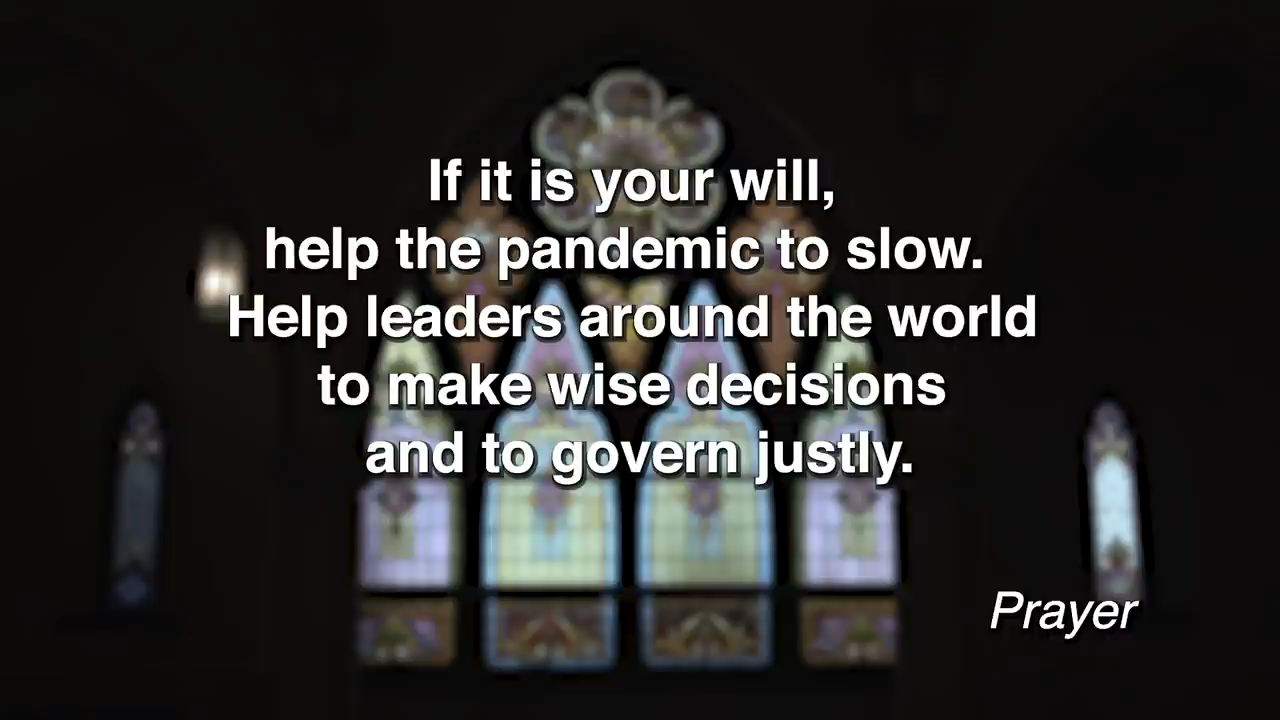 If it is your will,
help the pandemic to slow.
Help leaders around the world
to make wise decisions
and to govern justly.
Prayer